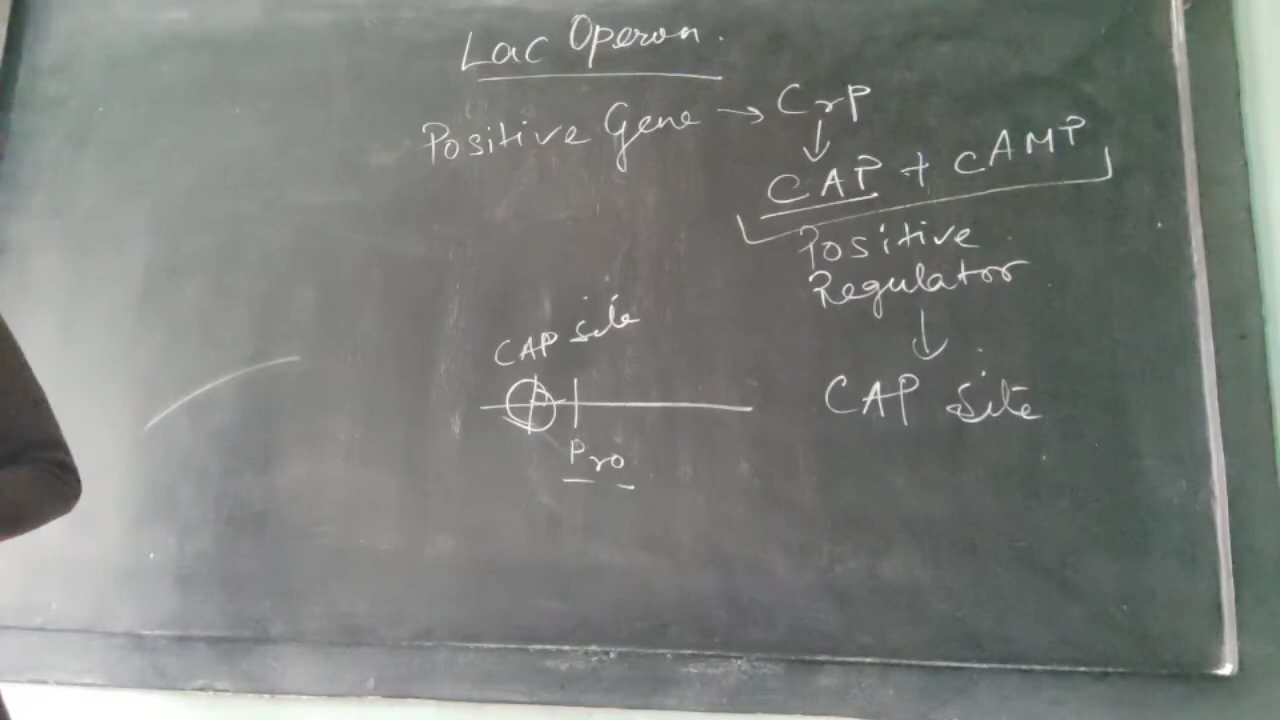 Lac Operon.
Positive Gene → CrP
↓
CAP + cAMP
Positive
Regulator
↓
CAP site
CAP site
Pro